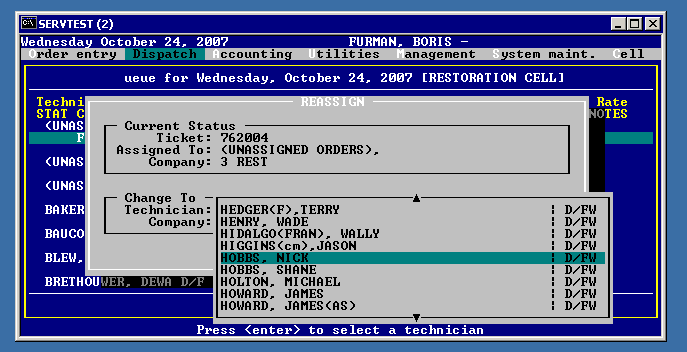 SERVTEST(2)
Wednesday October 24, 2007 FURMAN, BORIS -
Order entry Dispatch Accounting Utilities Management System maint. Cell
ueue for Wednesday, October 24, 2007 [RESTORATION CELL]
Techni Rate
STAT C NOTES
REASSIGN
(UNAS
F
(UNAS
(UNAS
BAKER
BAUCO
BLEW,
BRETHOUWER, DEWA D/F
Current Status
Ticket: 762004
Assigned To: (UNASSIGNED ORDERS),
Company: 3 REST
Change To
Technician:
Company:
HEDGER(F),TERRY ¦ D/FW
HENRY, WADE ¦ D/FW
HIDALGO(FRAN), WALLY ¦ D/FW
HIGGINS(cm),JASON ¦ D/FW
HOBBS, NICK ¦ D/FW
HOBBS, SHANE ¦ D/FW
HOLTON, MICHAEL ¦ D/FW
HOWARD, JAMES ¦ D/FW
HOWARD, JAMES(AS) ¦ D/FW
Press <enter> to select a technician